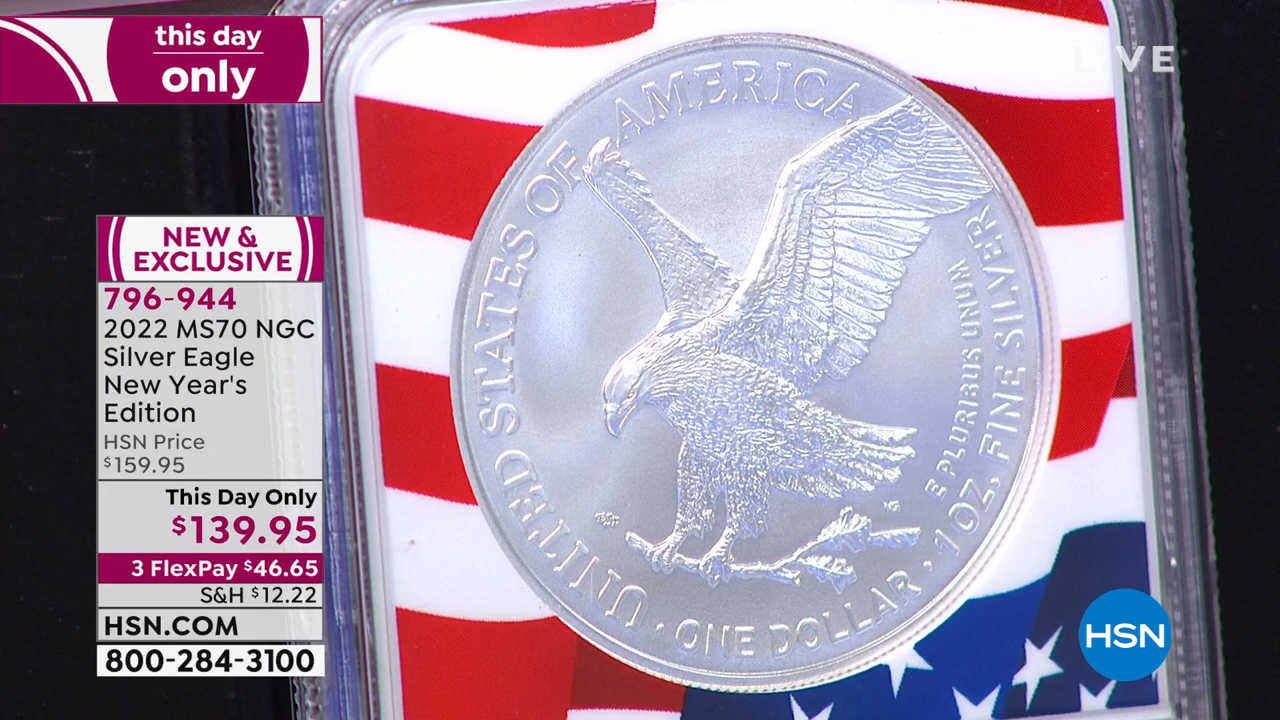 this day
only
LIVE
NEW &
EXCLUSIVE
796-944
2022 MS70 NGC
Silver Eagle
New Year's
Edition
HSN Price
$159.95
This Day Only
$139.95
3 FlexPay $46.65
S&H $12.22
HSN.COM
800-284-3100
UNITED STATES OF AMERICA
E PLURIBUS UNUM
1 OZ. FINE SILVER
ONE DOLLAR
HSN